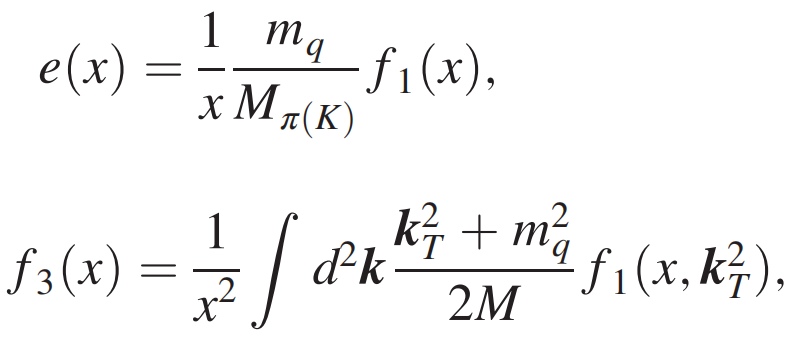 e(x) = \frac{1}{x} \frac{m_q}{M_{\pi(K)}} f_1(x),
f_3(x) = \frac{1}{x^2} \int d^2\boldsymbol{k} \frac{\boldsymbol{k}_T^2 + m_q^2}{2M} f_1(x, \boldsymbol{k}_T^2),